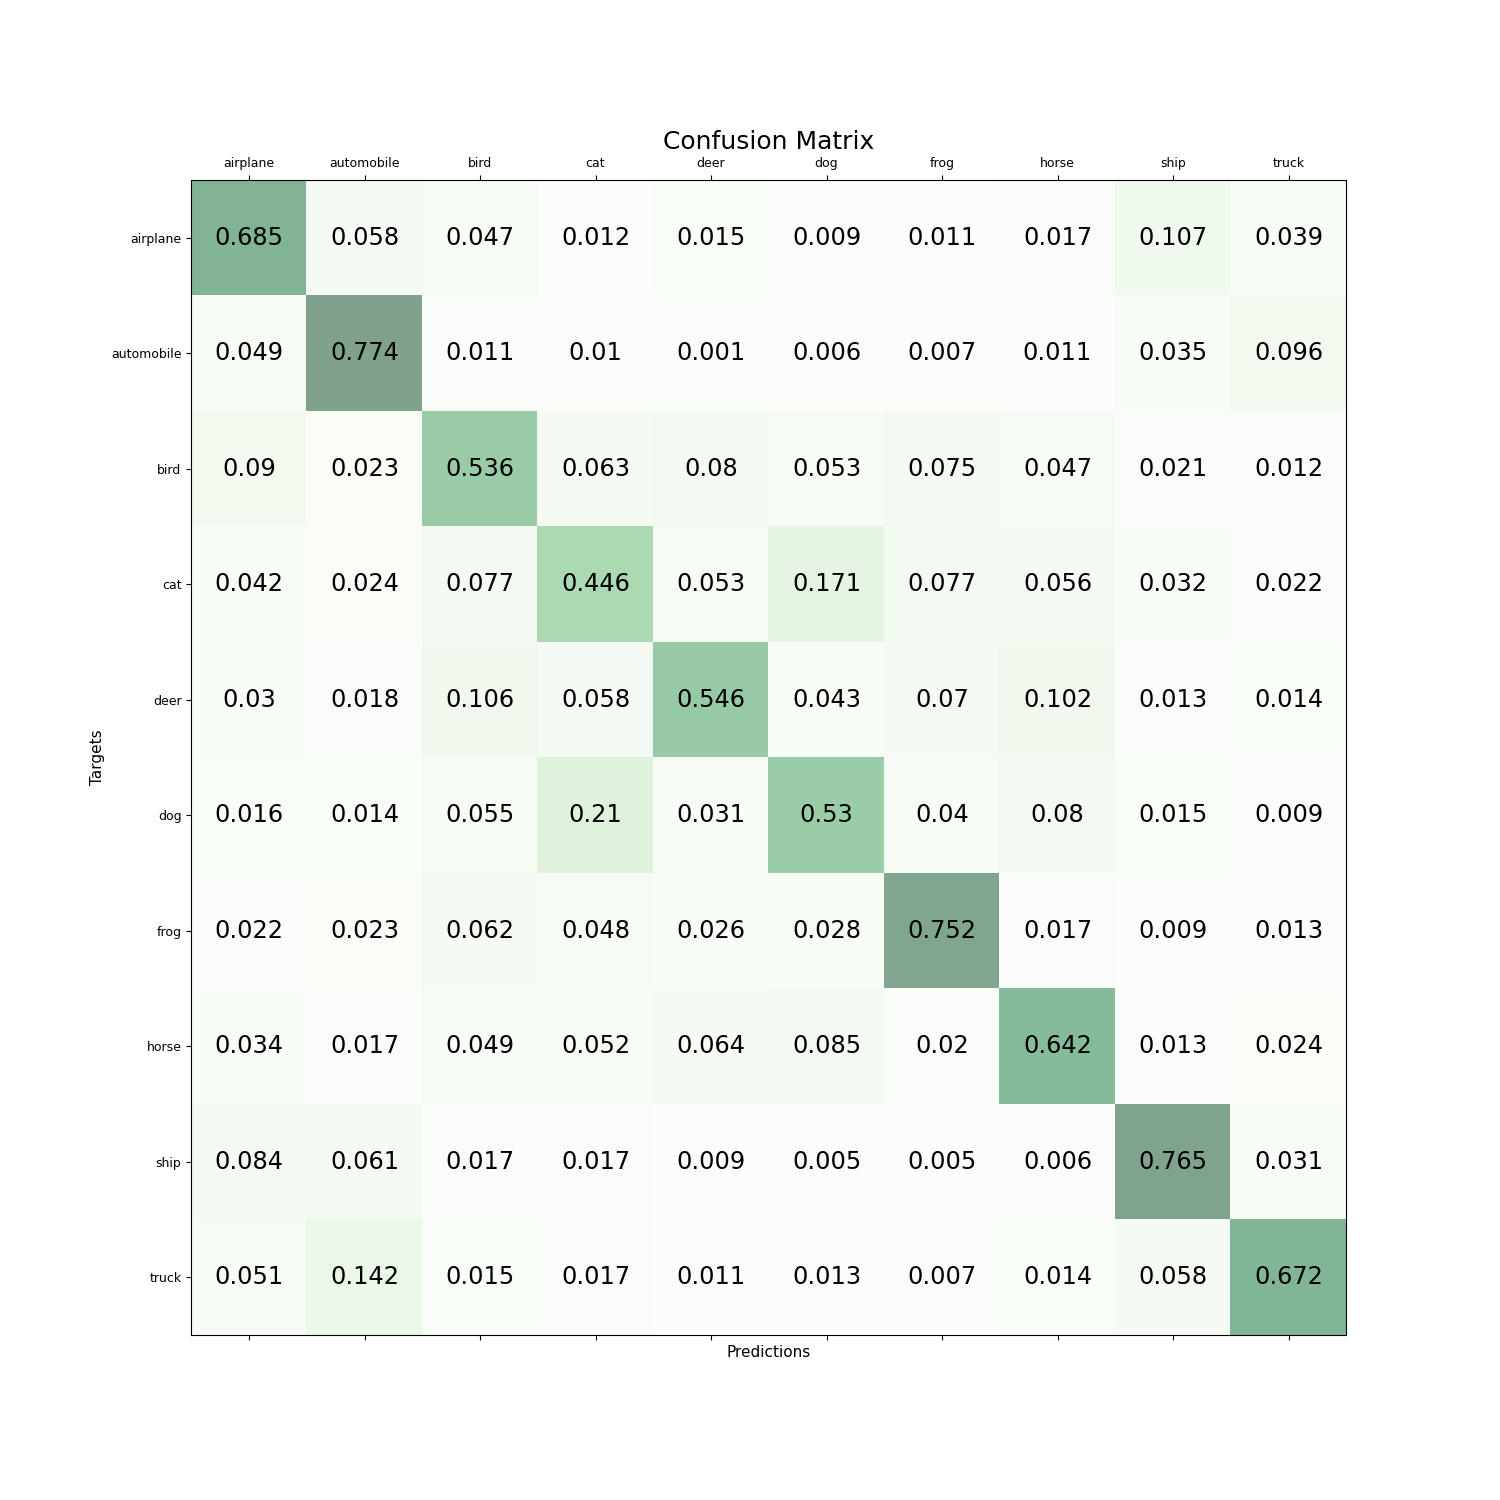 Confusion Matrix
airplane automobile bird cat deer dog frog horse ship truck
airplane 0.685 0.058 0.047 0.012 0.015 0.009 0.011 0.017 0.107 0.039
automobile 0.049 0.774 0.011 0.01 0.001 0.006 0.007 0.011 0.035 0.096
bird 0.09 0.023 0.536 0.063 0.08 0.053 0.075 0.047 0.021 0.012
cat 0.042 0.024 0.077 0.446 0.053 0.171 0.077 0.056 0.032 0.022
deer 0.03 0.018 0.106 0.058 0.546 0.043 0.07 0.102 0.013 0.014
Targets
dog 0.016 0.014 0.055 0.21 0.031 0.53 0.04 0.08 0.015 0.009
frog 0.022 0.023 0.062 0.048 0.026 0.028 0.752 0.017 0.009 0.013
horse 0.034 0.017 0.049 0.052 0.064 0.085 0.02 0.642 0.013 0.024
ship 0.084 0.061 0.017 0.017 0.009 0.005 0.005 0.006 0.765 0.031
truck 0.051 0.142 0.015 0.017 0.011 0.013 0.007 0.014 0.058 0.672
Predictions